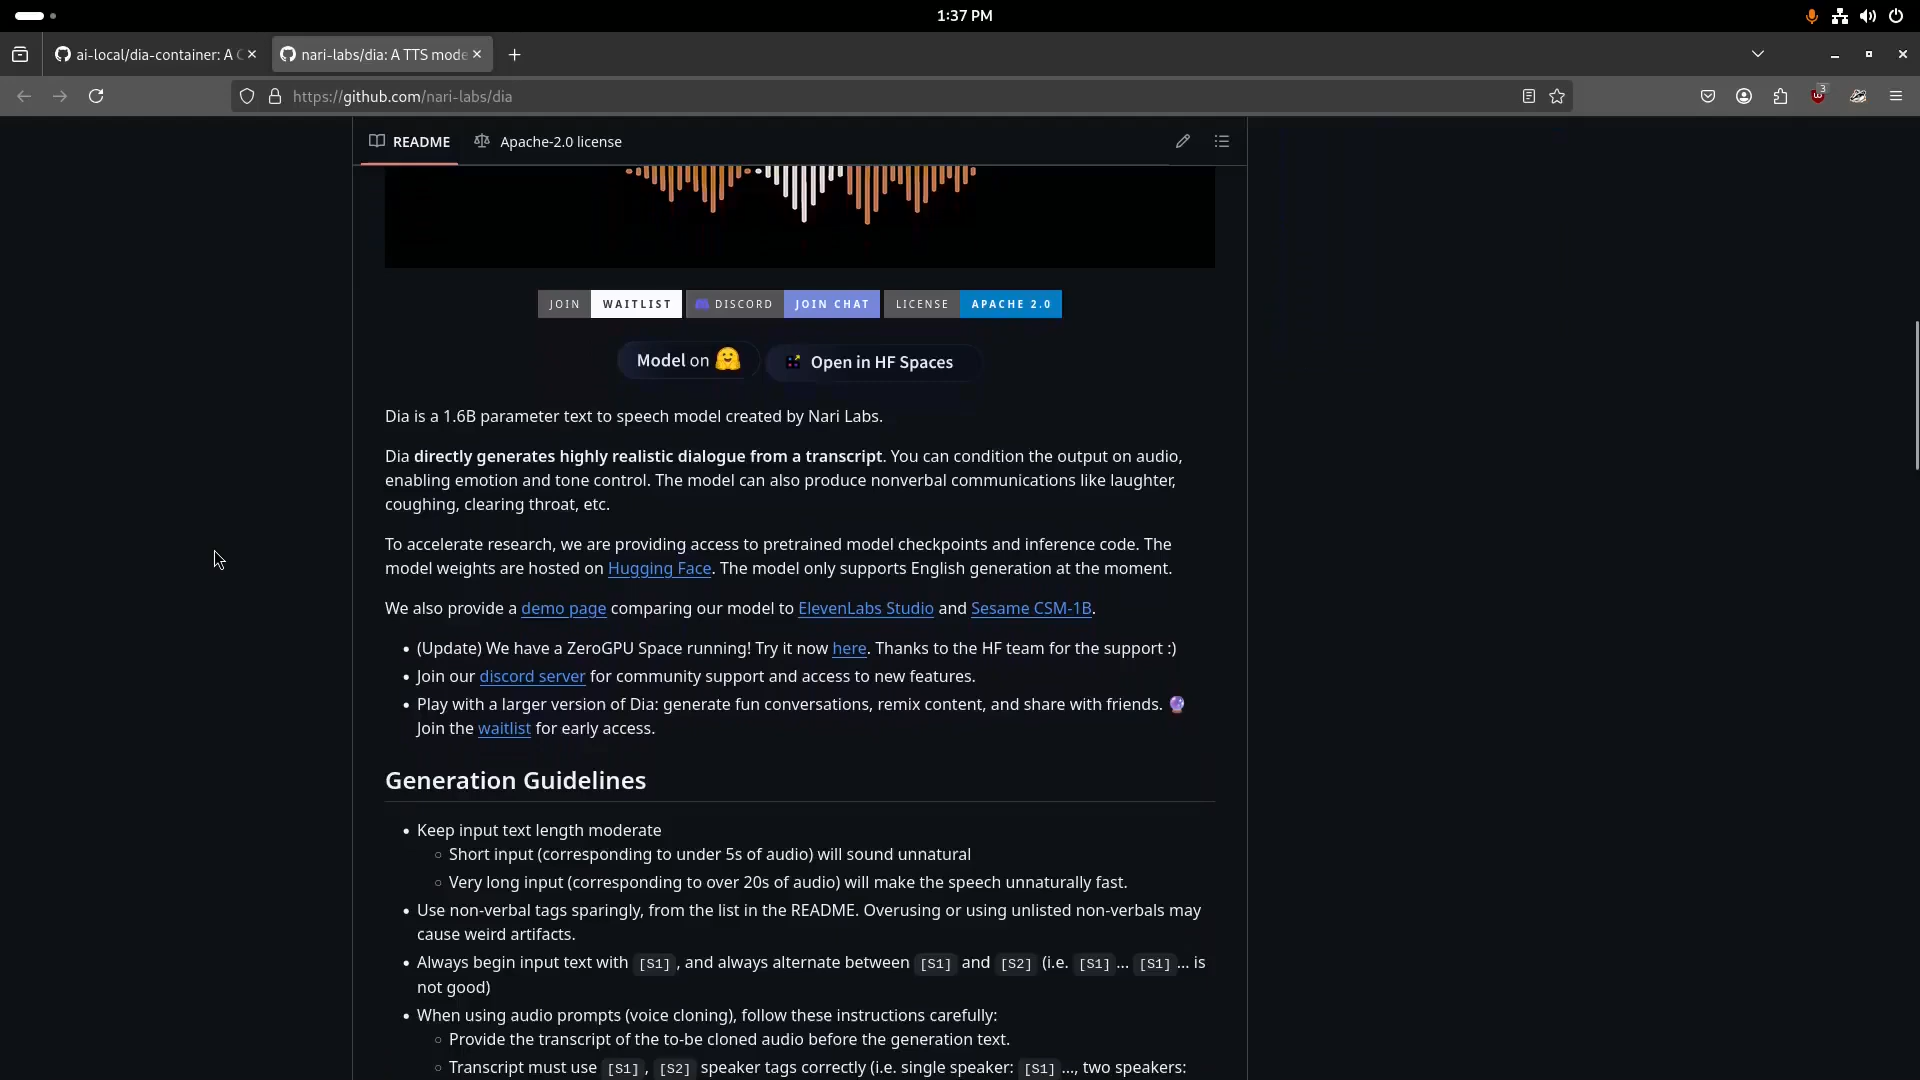 1:37 PM
ai-local/dia-container: A C
nari-labs/dia: A TTS mode
https://github.com/nari-labs/dia
3
README
Apache-2.0 license
JOIN WAITLIST DISCORD JOIN CHAT LICENSE APACHE 2.0
Model on 🤗 Open in HF Spaces
Dia is a 1.6B parameter text to speech model created by Nari Labs.
Dia directly generates highly realistic dialogue from a transcript. You can condition the output on audio,
enabling emotion and tone control. The model can also produce nonverbal communications like laughter,
coughing, clearing throat, etc.
To accelerate research, we are providing access to pretrained model checkpoints and inference code. The
model weights are hosted on Hugging Face. The model only supports English generation at the moment.
We also provide a demo page comparing our model to ElevenLabs Studio and Sesame CSM-1B.
• (Update) We have a ZeroGPU Space running! Try it now here. Thanks to the HF team for the support :)
• Join our discord server for community support and access to new features.
• Play with a larger version of Dia: generate fun conversations, remix content, and share with friends. 🔮
Join the waitlist for early access.
Generation Guidelines
• Keep input text length moderate
○ Short input (corresponding to under 5s of audio) will sound unnatural
○ Very long input (corresponding to over 20s of audio) will make the speech unnaturally fast.
• Use non-verbal tags sparingly, from the list in the README. Overusing or using unlisted non-verbals may
cause weird artifacts.
• Always begin input text with [S1], and always alternate between [S1] and [S2] (i.e. [S1]... [S1]... is
not good)
• When using audio prompts (voice cloning), follow these instructions carefully:
○ Provide the transcript of the to-be cloned audio before the generation text.
○ Transcript must use [S1], [S2] speaker tags correctly (i.e. single speaker: [S1]..., two speakers: